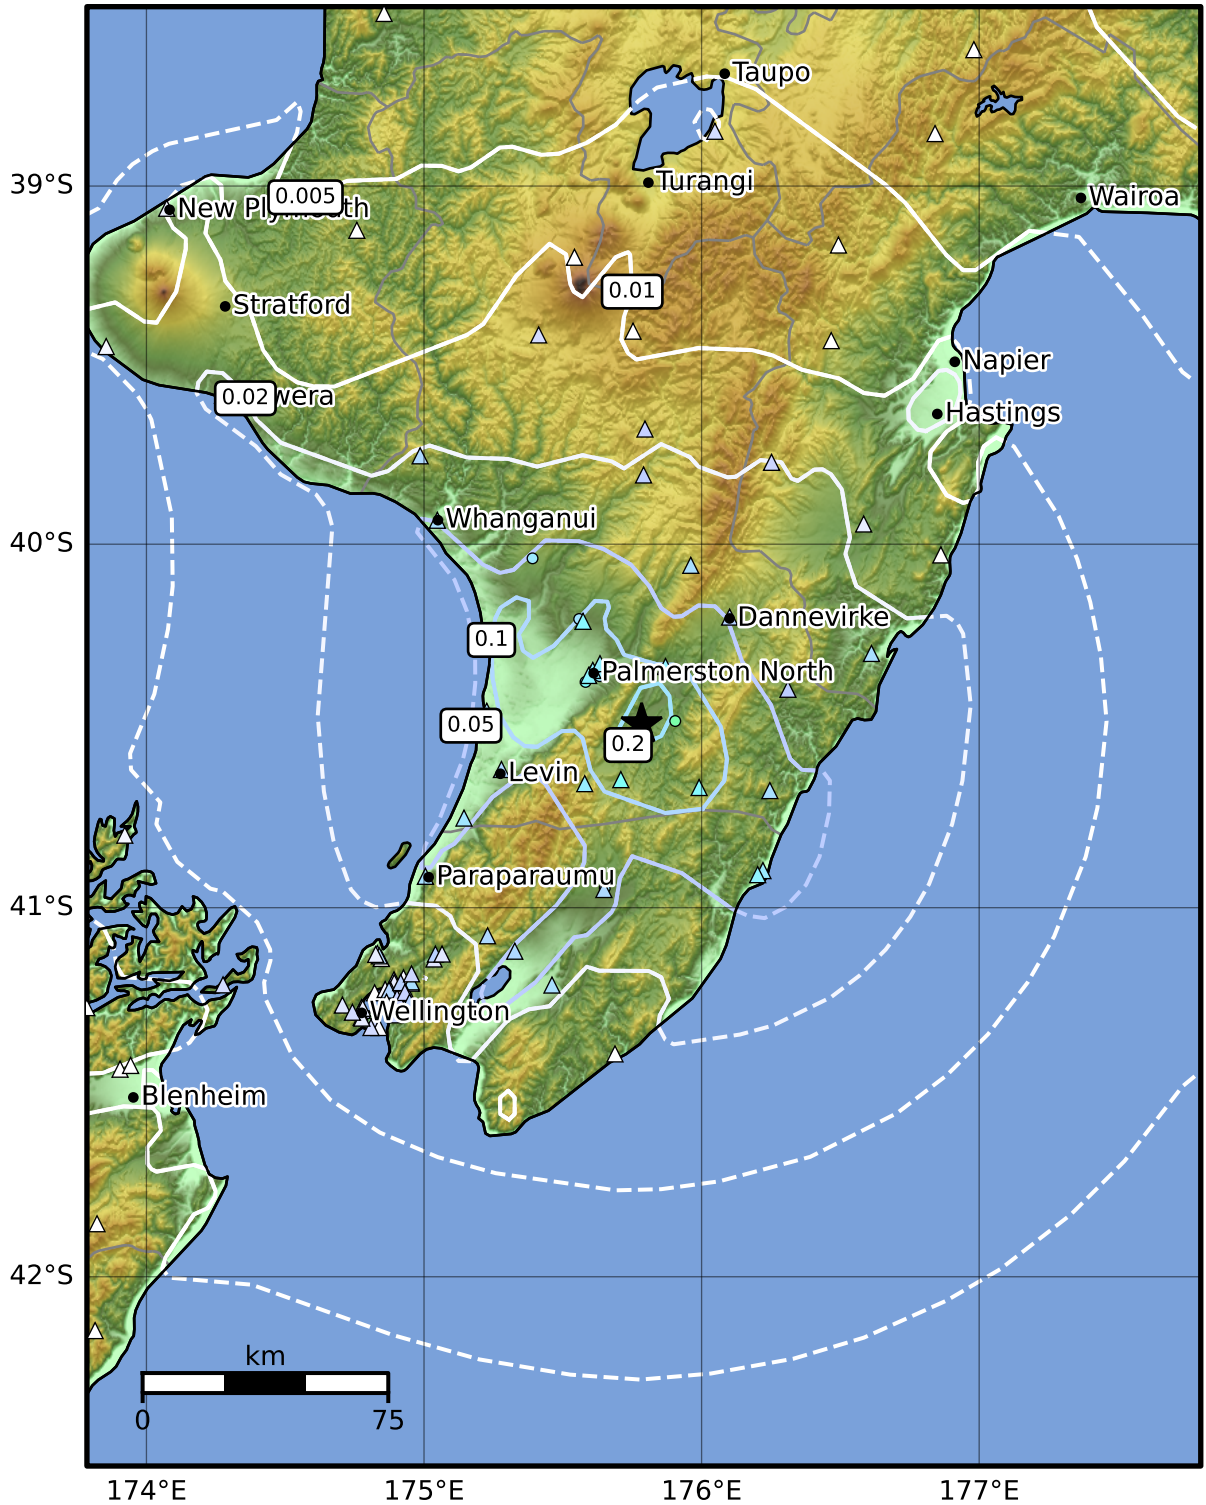 Taupo
39°S
Turangi
Wairoa
0.005
New Plymouth
0.01
Stratford
Napier
0.02
wera
Hastings
Whanganui
40°S
Dannevirke
0.1
Palmerston North
0.05
0.2
Levin
Paraparaumu
41°S
Wellington
Blenheim
42°S
km
0 75
174°E 175°E 176°E 177°E